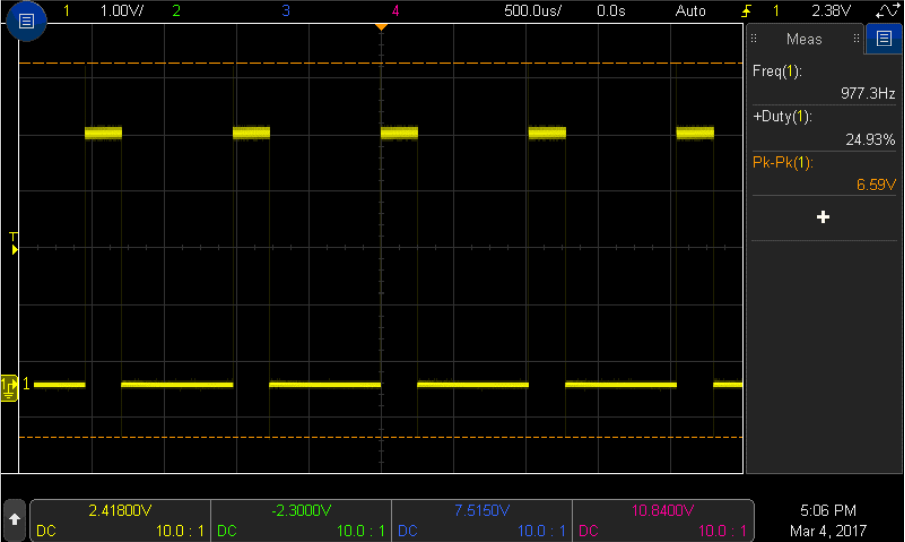 1 1.00V/ 2 3 4 500.0us/ 0.0s Auto 1 2.38V
Meas
Freq(1):
977.3Hz
+Duty(1):
24.93%
Pk-Pk(1):
6.59V
+
T
1 1
2.41800V -2.3000V 7.5150V 10.8400V
DC 10.0 : 1 DC 10.0 : 1 DC 10.0 : 1 DC 10.0 : 1
5:06 PM
Mar 4, 2017